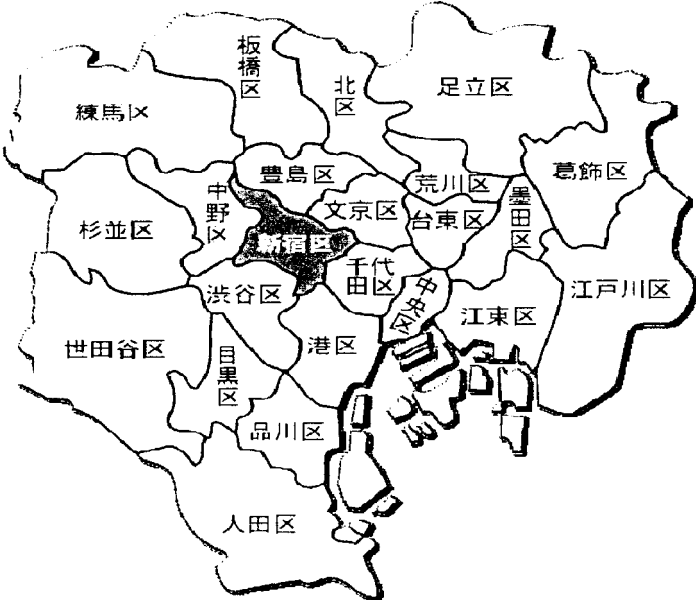 板橋区
北区
足立区
練馬区
葛飾区
豊島区
荒川区
中野区
文京区
台東区
墨田区
杉並区
新宿区
千代
田区
渋谷区
中央区
江東区
江戸川区
世田谷区
目黒区
港区
品川区
人田区